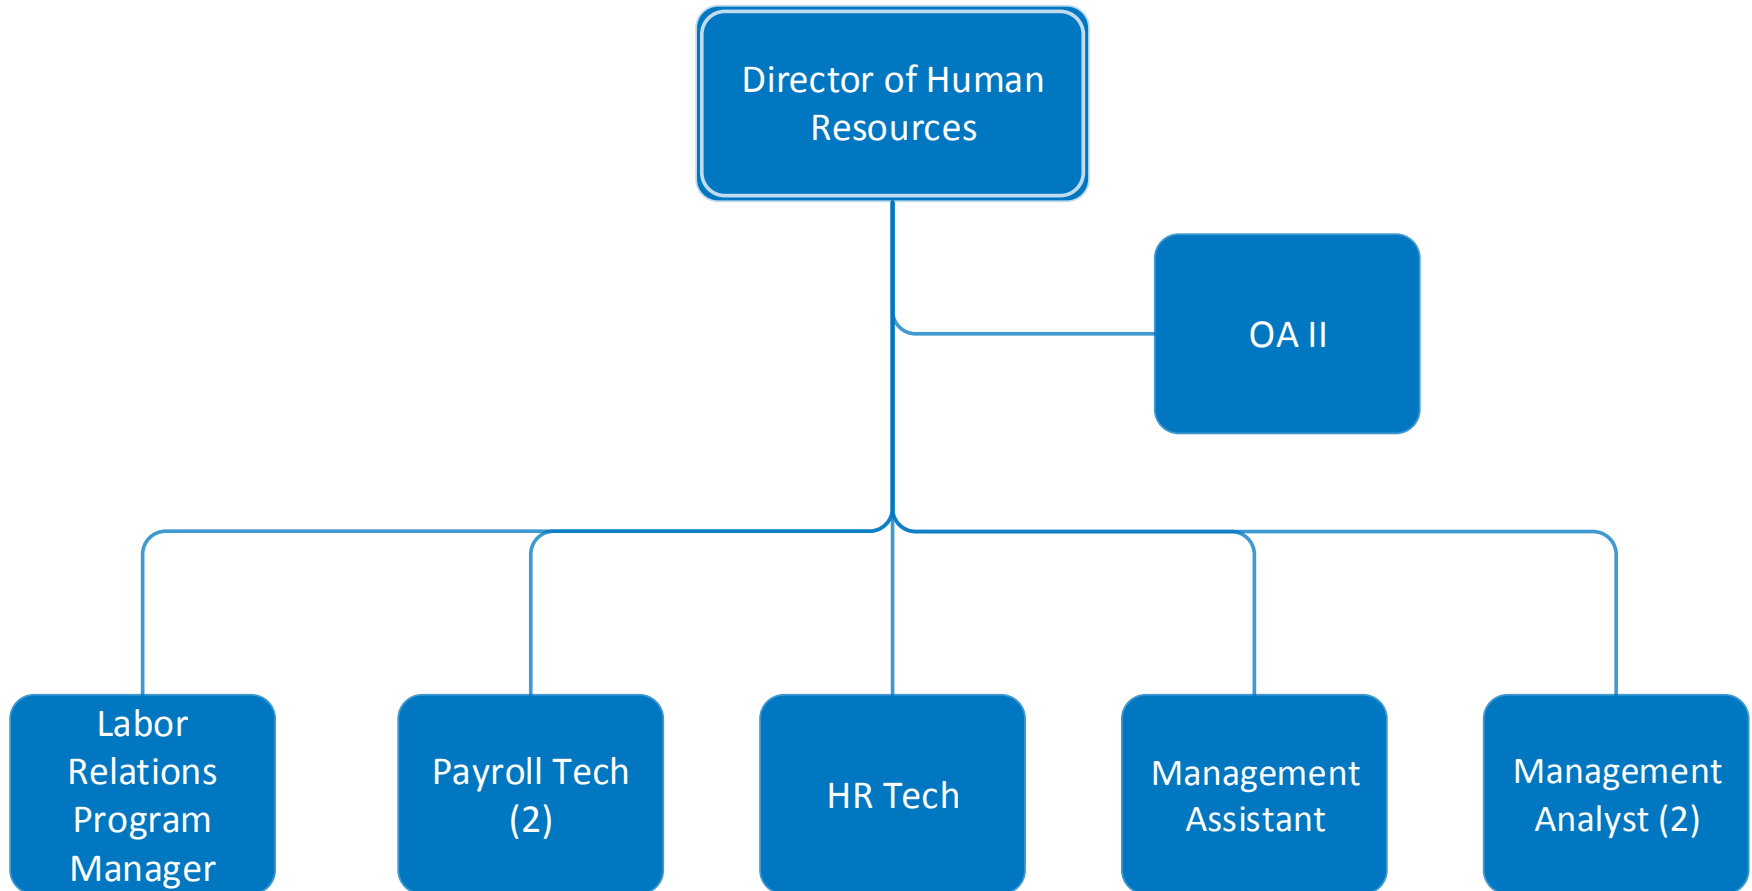 Director of Human
Resources
OA II
Labor
Relations
Program
Manager
Payroll Tech
(2)
HR Tech
Management
Assistant
Management
Analyst (2)